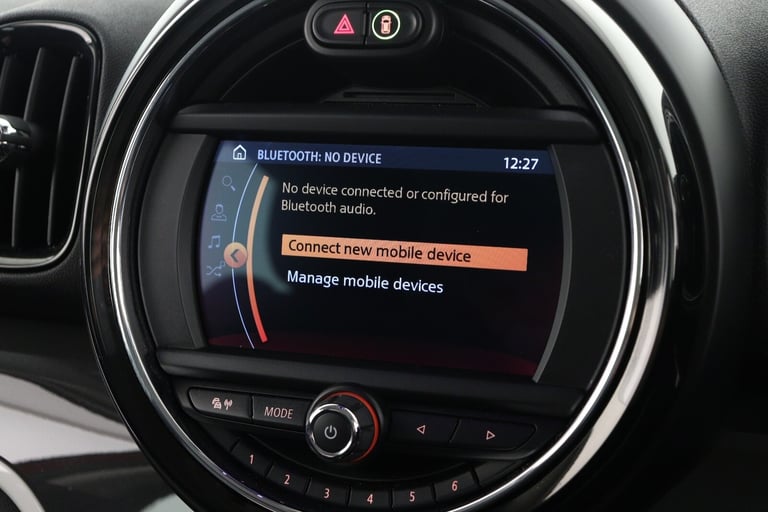 BLUETOOTH: NO DEVICE
12:27
No device connected or configured for
Bluetooth audio.
Connect new mobile device
Manage mobile devices
MODE
1
2
3
4
5
6